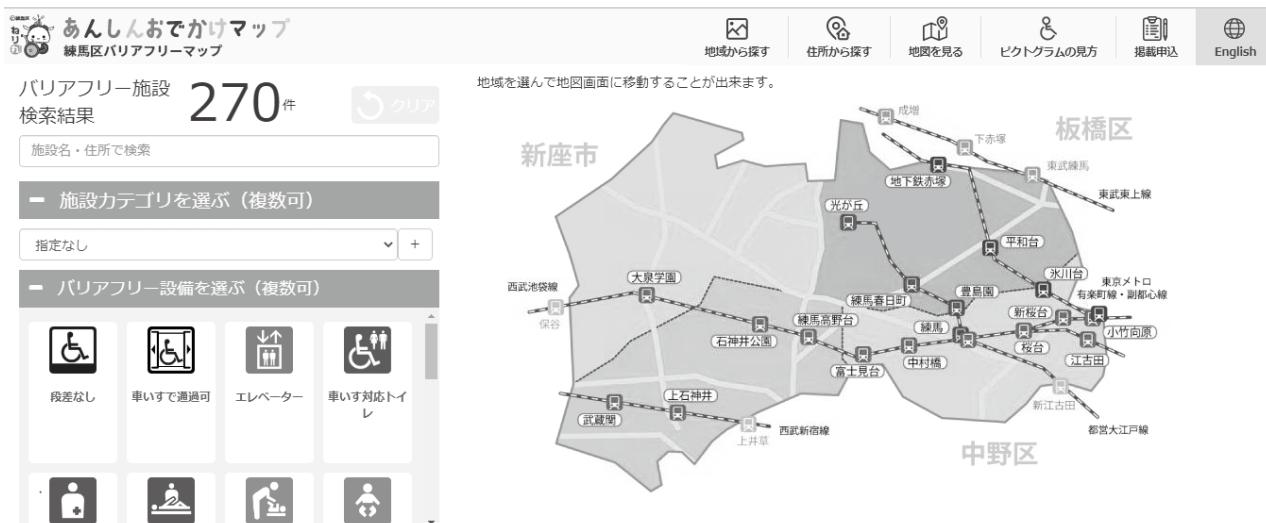 ©練馬区
ねり丸
あんしんおでかけマップ
練馬区バリアフリーマップ
地域から探す
住所から探す
地図を見る
ピクトグラムの見方
掲載申込
English
バリアフリー施設
検索結果
270件
クリア
施設名・住所で検索
− 施設カテゴリを選ぶ（複数可）
指定なし
+
− バリアフリー設備を選ぶ（複数可）
段差なし
車いすで通過可
エレベーター
車いす対応トイ
レ
地域を選んで地図画面に移動することが出来ます。
成増
板橋区
新座市
下赤塚
東武練馬
地下鉄赤塚
東武東上線
光が丘
平和台
氷川台
大泉学園
東京メトロ
有楽町線・副都心線
西武池袋線
練馬春日町
豊島園
保谷
練馬高野台
新桜台
石神井公園
練馬
小竹向原
桜台
富士見台
中村橋
江古田
上石神井
新江古田
武蔵関
上井草
西武新宿線
都営大江戸線
中野区